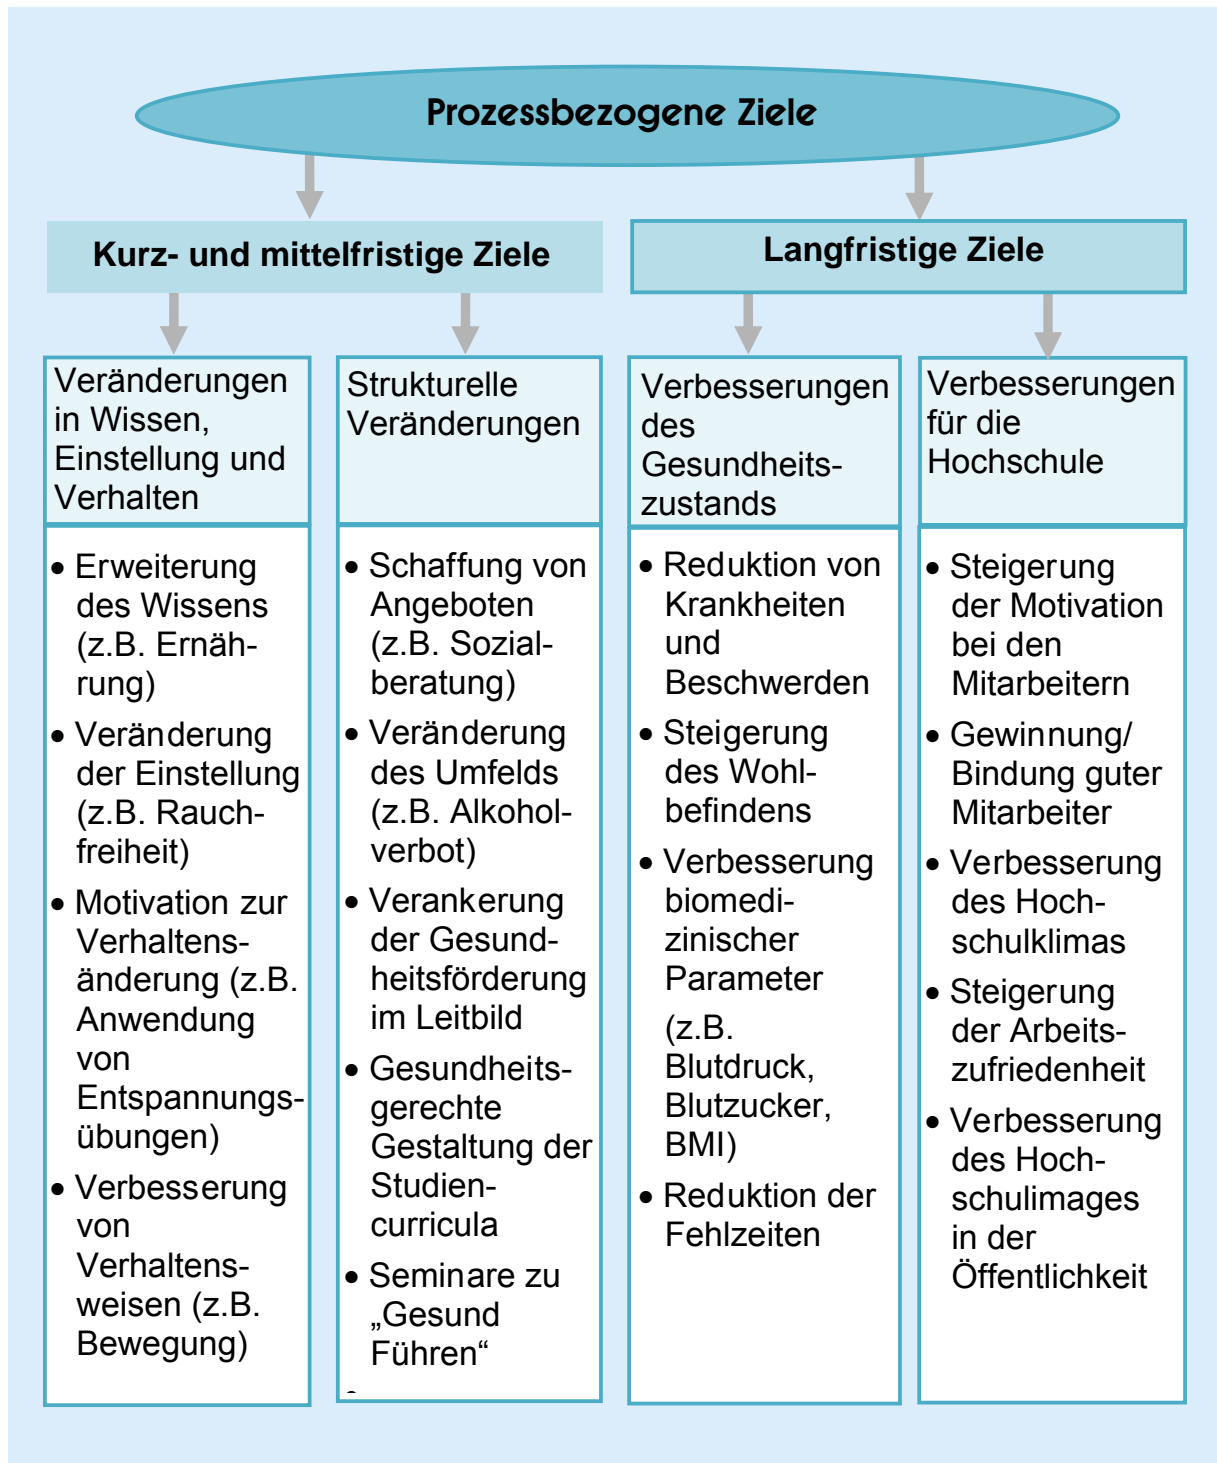 Prozessbezogene Ziele
Kurz- und mittelfristige Ziele
Langfristige Ziele
Veränderungen
in Wissen,
Einstellung und
Verhalten
• Erweiterung
des Wissens
(z.B. Ernäh-
rung)
• Veränderung
der Einstellung
(z.B. Rauch-
freiheit)
• Motivation zur
Verhaltens-
änderung (z.B.
Anwendung
von
Entspannungs-
übungen)
• Verbesserung
von
Verhaltens-
weisen (z.B.
Bewegung)
Strukturelle
Veränderungen
• Schaffung von
Angeboten
(z.B. Sozial-
beratung)
• Veränderung
des Umfelds
(z.B. Alkohol-
verbot)
• Verankerung
der Gesund-
heitsförderung
im Leitbild
• Gesundheits-
gerechte
Gestaltung der
Studien-
curricula
• Seminare zu
„Gesund
Führen“
Verbesserungen
des
Gesundheits-
zustands
• Reduktion von
Krankheiten
und
Beschwerden
• Steigerung
des Wohl-
befindens
• Verbesserung
biomedi-
zinischer
Parameter
(z.B.
Blutdruck,
Blutzucker,
BMI)
• Reduktion der
Fehlzeiten
Verbesserungen
für die
Hochschule
• Steigerung
der Motivation
bei den
Mitarbeitern
• Gewinnung/
Bindung guter
Mitarbeiter
• Verbesserung
des Hoch-
schulklimas
• Steigerung
der Arbeits-
zufriedenheit
• Verbesserung
des Hoch-
schulimages
in der
Öffentlichkeit